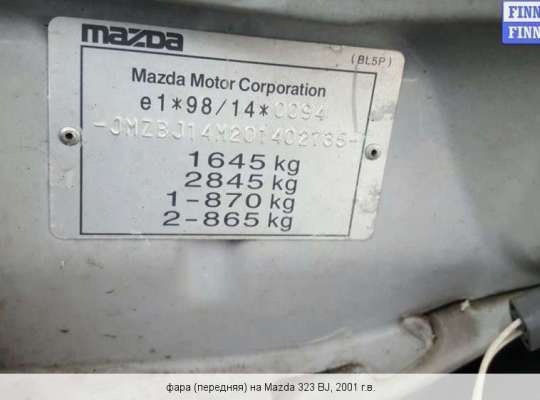 FINN
FINN
mazda
(BL5P)
Mazda Motor Corporation
e1*98/14*0094
-JMZBJ14M201402735-
1645 kg
2845 kg
1-870 kg
2-865 kg
фара (передняя) на Mazda 323 BJ, 2001 г.в.